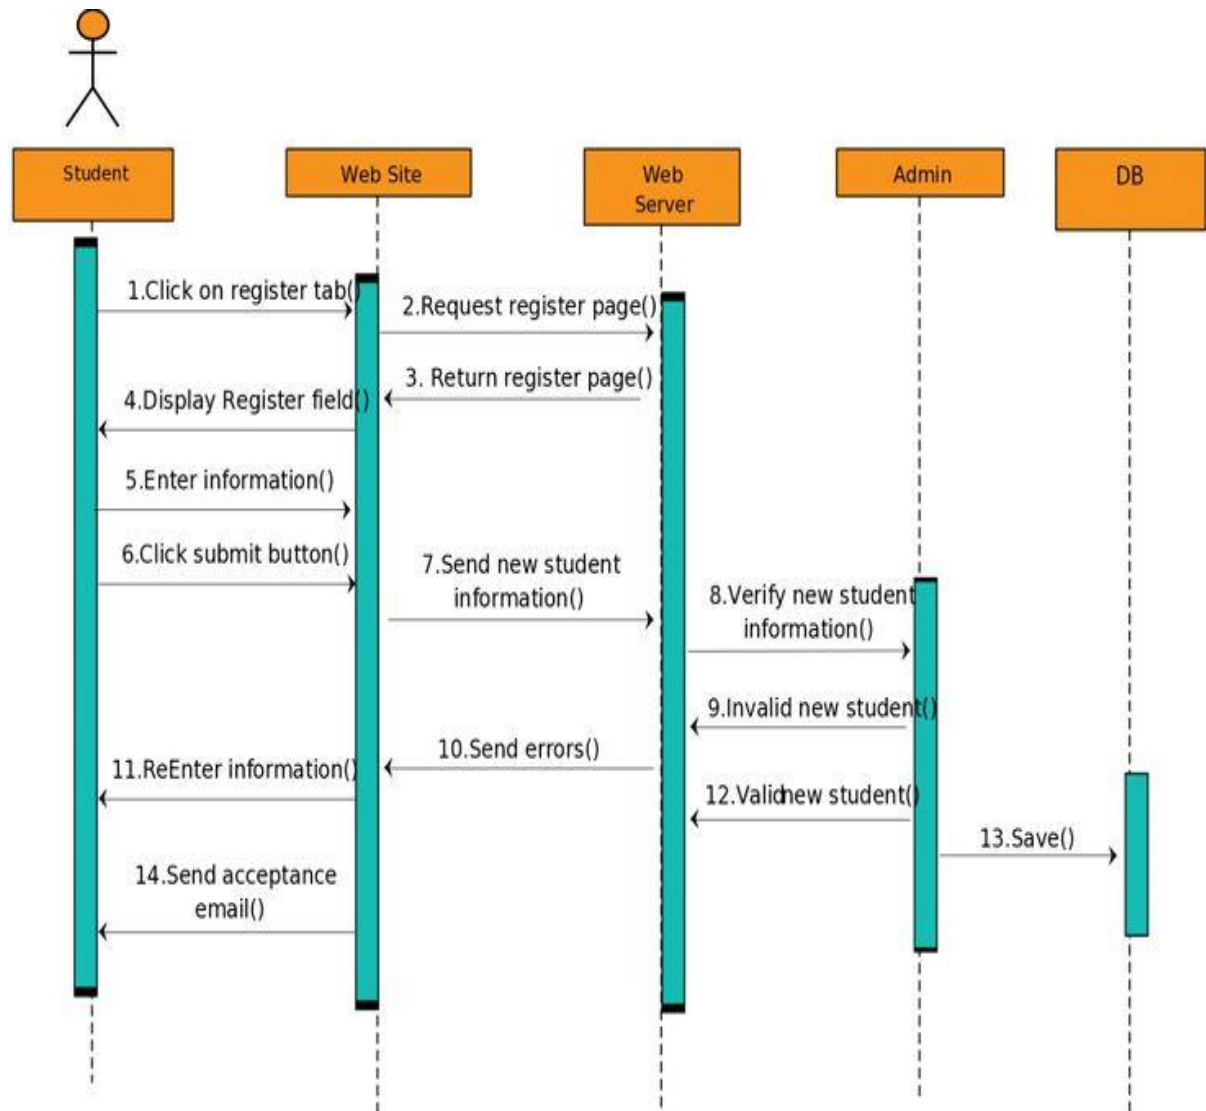 Student
Web Site
Web
Server
Admin
DB
1.Click on register tab()
2.Request register page()
3. Return register page()
4.Display Register field()
5.Enter information()
6.Click submit button()
7.Send new student
information()
8.Verify new student
information()
9.Invalid new student()
10.Send errors()
11.ReEnter information()
12.Valid new student()
13.Save()
14.Send acceptance
email()